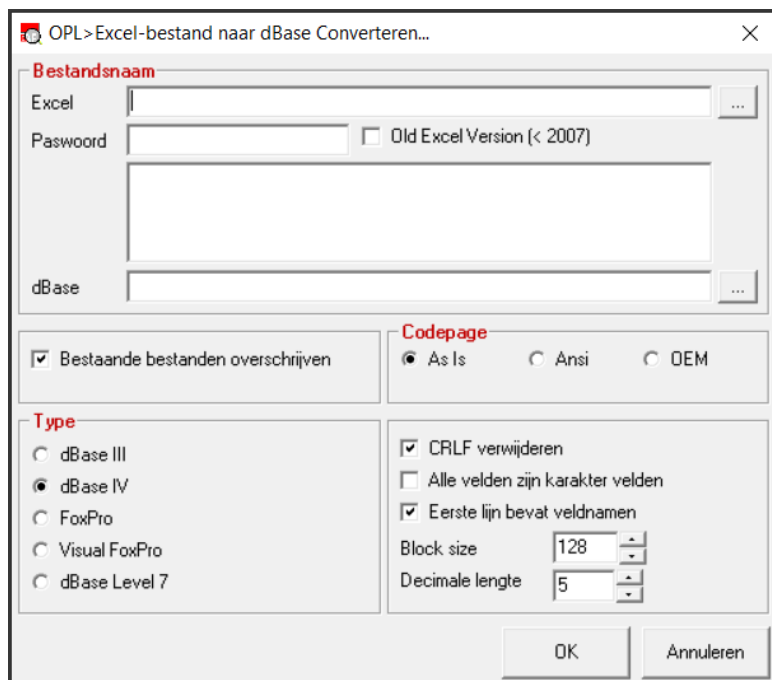 OPL>Excel-bestand naar dBase Converteren...
Bestandsnaam
Excel
...
Paswoord
Old Excel Version (< 2007)
dBase
...
Bestaande bestanden overschrijven
Codepage
As Is
Ansi
OEM
Type
dBase III
dBase IV
FoxPro
Visual FoxPro
dBase Level 7
CRLF verwijderen
Alle velden zijn karakter velden
Eerste lijn bevat veldnamen
Block size
128
Decimale lengte
5
OK
Annuleren